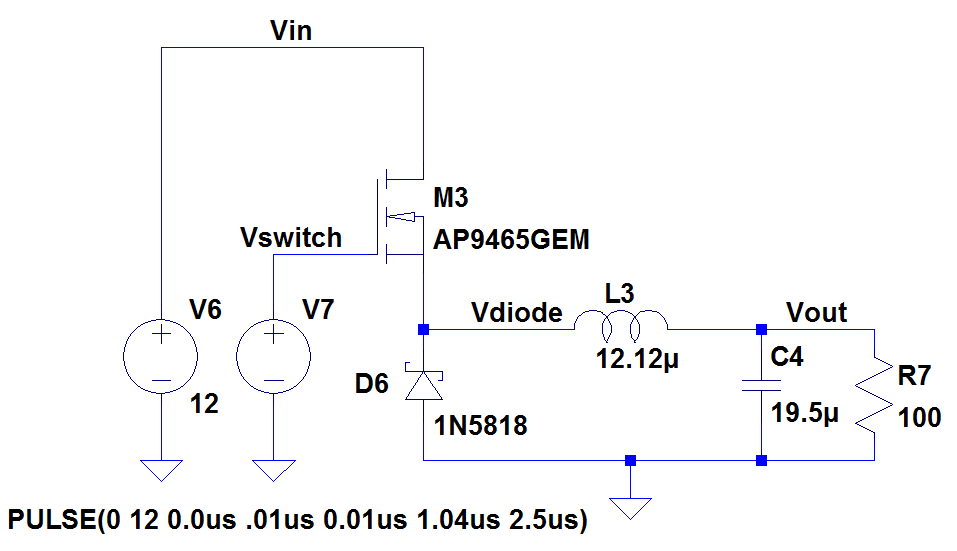 Vin
M3
AP9465GEM
Vswitch
V6
V7
12
Vdiode
L3
12.12µ
Vout
D6
1N5818
C4
19.5µ
R7
100
PULSE(0 12 0.0us .01us 0.01us 1.04us 2.5us)